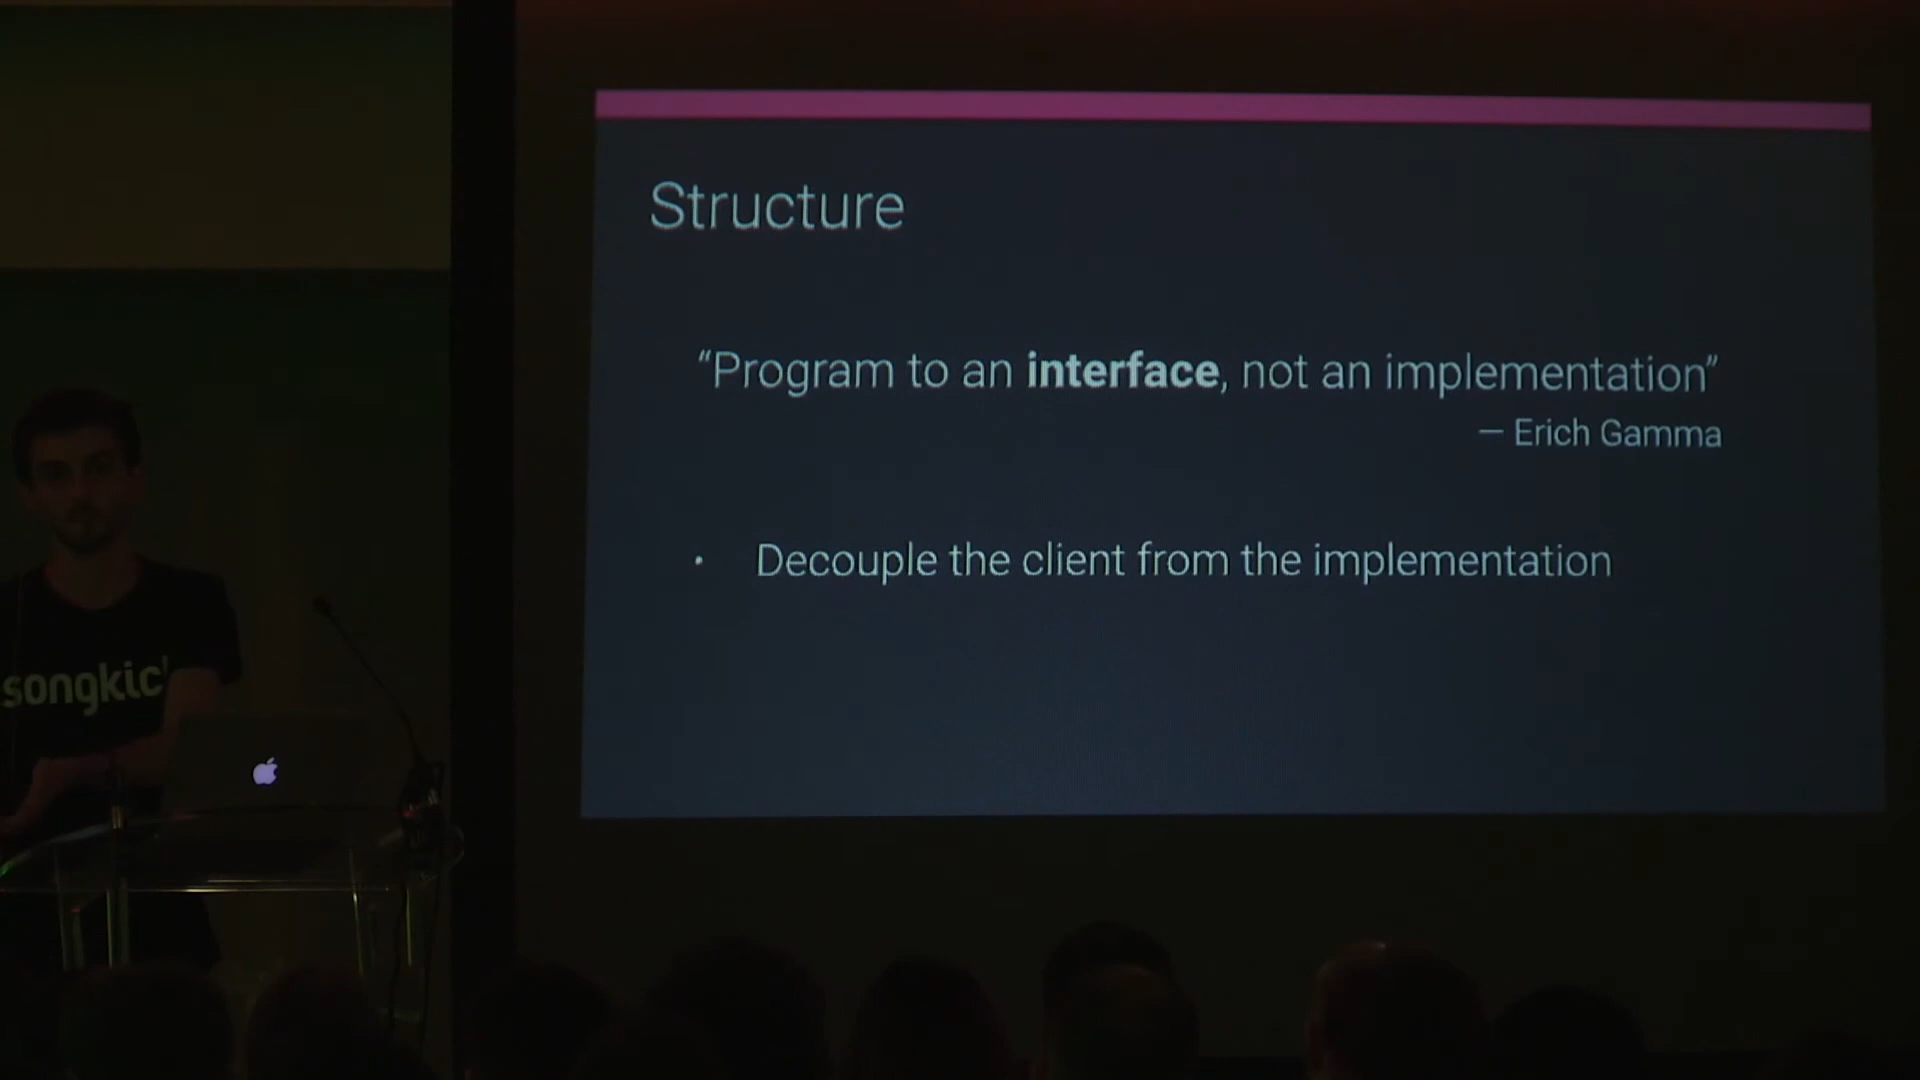 Structure
“Program to an interface, not an implementation”
— Erich Gamma
• Decouple the client from the implementation
songkic